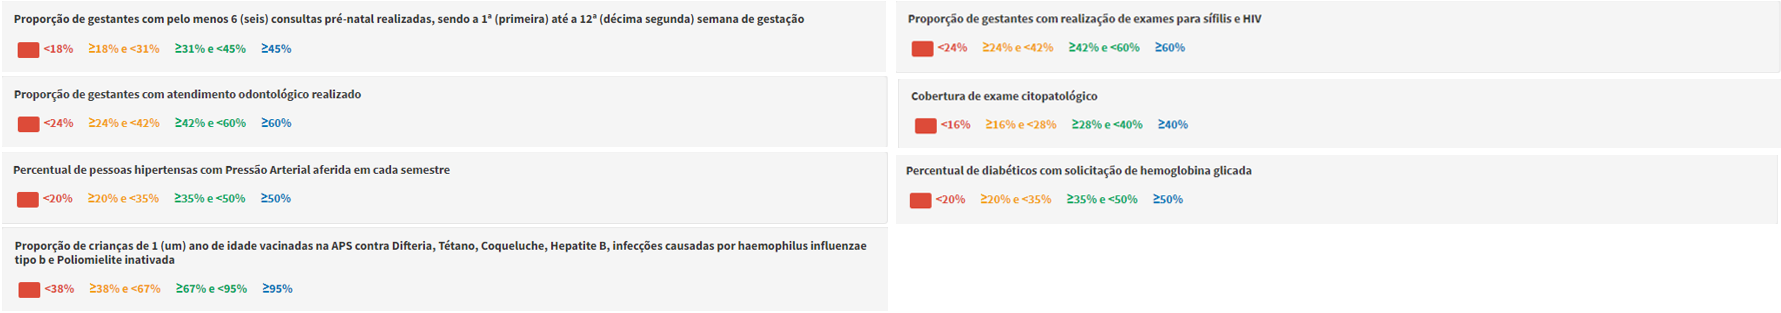 Proporção de gestantes com pelo menos 6 (seis) consultas pré-natal realizadas, sendo a 1ª (primeira) até a 12ª (décima segunda) semana de gestação
<18% ≥18% e <31% ≥31% e <45% ≥45%
Proporção de gestantes com realização de exames para sífilis e HIV
<24% ≥24% e <42% ≥42% e <60% ≥60%
Proporção de gestantes com atendimento odontológico realizado
<24% ≥24% e <42% ≥42% e <60% ≥60%
Cobertura de exame citopatológico
<16% ≥16% e <28% ≥28% e <40% ≥40%
Percentual de pessoas hipertensas com Pressão Arterial aferida em cada semestre
<20% ≥20% e <35% ≥35% e <50% ≥50%
Percentual de diabéticos com solicitação de hemoglobina glicada
<20% ≥20% e <35% ≥35% e <50% ≥50%
Proporção de crianças de 1 (um) ano de idade vacinadas na APS contra Difteria, Tétano, Coqueluche, Hepatite B, infecções causadas por haemophilus influenzae
tipo b e Poliomielite inativada
<38% ≥38% e <67% ≥67% e <95% ≥95%